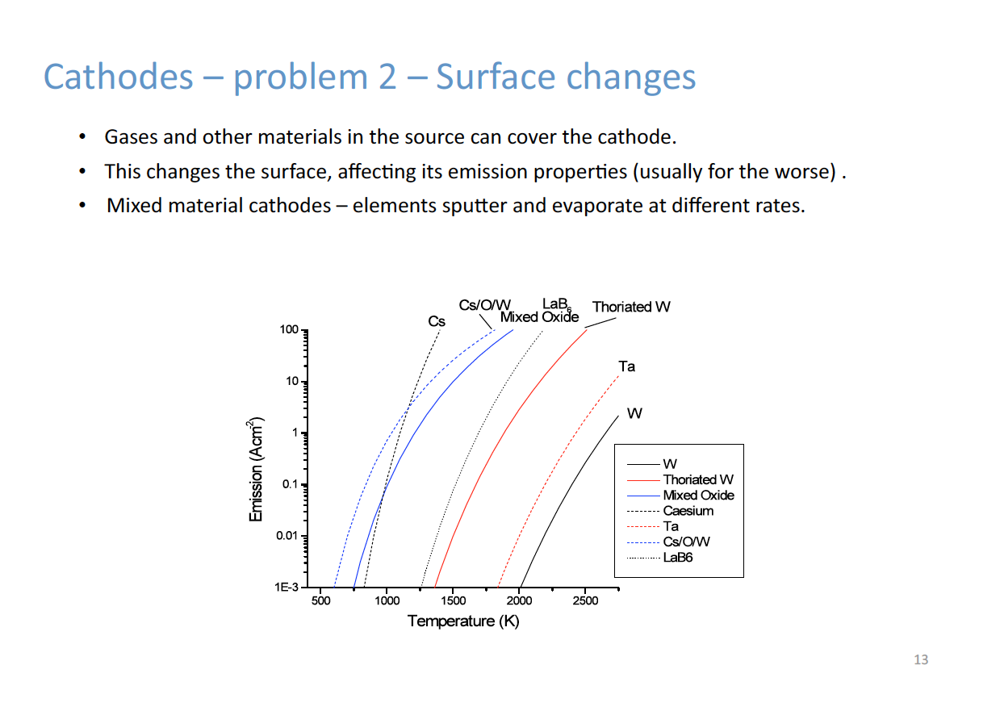 Cathodes – problem 2 – Surface changes
• Gases and other materials in the source can cover the cathode.
• This changes the surface, affecting its emission properties (usually for the worse) .
• Mixed material cathodes – elements sputter and evaporate at different rates.
Cs
Cs/O/W
LaB6
Mixed Oxide
Thoriated W
Ta
W
100
10
1
0.1
0.01
1E-3
Emission (Acm-2)
500 1000 1500 2000 2500
Temperature (K)
W
Thoriated W
Mixed Oxide
Caesium
Ta
Cs/O/W
LaB6
13